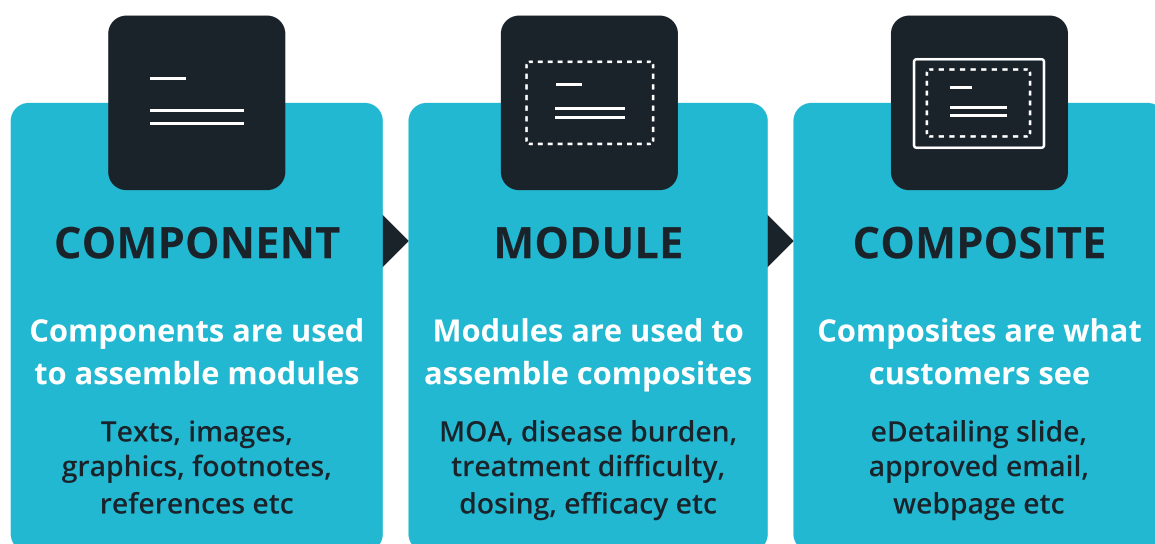 COMPONENT
Components are used
to assemble modules
Texts, images,
graphics, footnotes,
references etc
MODULE
Modules are used to
assemble composites
MOA, disease burden,
treatment difficulty,
dosing, efficacy etc
COMPOSITE
Composites are what
customers see
eDetailing slide,
approved email,
webpage etc